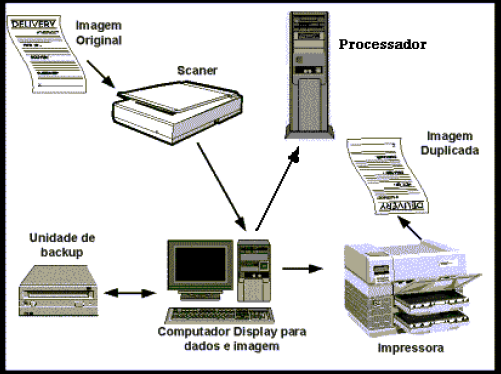 DELIVERY
Imagem
Original
Scaner
Processador
Imagem
Duplicada
DELIVERY
Unidade de
backup
Computador Display para
dados e imagem
Impressora